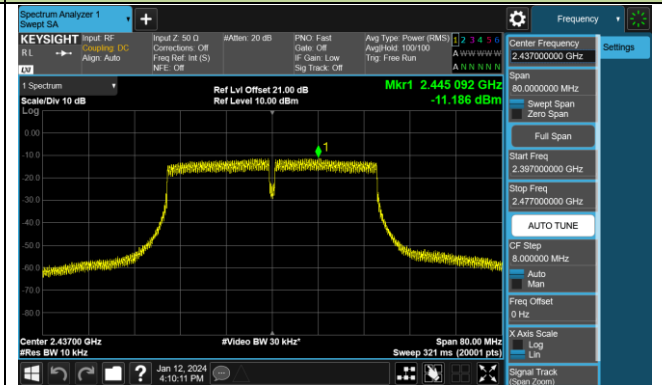 Spectrum Analyzer 1
Swept SA
+
Frequency
KEYSIGHT Input: RF Input Z: 50 Ω #Atten: 20 dB PNO: Fast Avg Type: Power (RMS) 1 2 3 4 5 6
RL Coupling: DC Corrections: Off Gate: Off Avg|Hold: 100/100 A W W W W W
Align: Auto Freq Ref: Int (S) IF Gain: Low Trig: Free Run
NFE: Off Sig Track: Off A N N N N N
LXI
1 Spectrum
Scale/Div 10 dB
Ref Lvl Offset 21.00 dB
Ref Level 10.00 dBm
Mkr1 2.445 092 GHz
-11.186 dBm
Log
1
0.00
-10.0
-20.0
-30.0
-40.0
-50.0
-60.0
-70.0
-80.0
Center 2.43700 GHz #Video BW 30 kHz* Span 80.00 MHz
#Res BW 10 kHz Sweep 321 ms (20001 pts)
? Jan 12, 2024
4:10:11 PM
Center Frequency
2.437000000 GHz
Span
80.0000000 MHz
Swept Span
Zero Span
Full Span
Start Freq
2.397000000 GHz
Stop Freq
2.477000000 GHz
AUTO TUNE
CF Step
8.000000 MHz
Auto
Man
Freq Offset
0 Hz
X Axis Scale
Log
Lin
Signal Track
(Span Zoom)
Settings